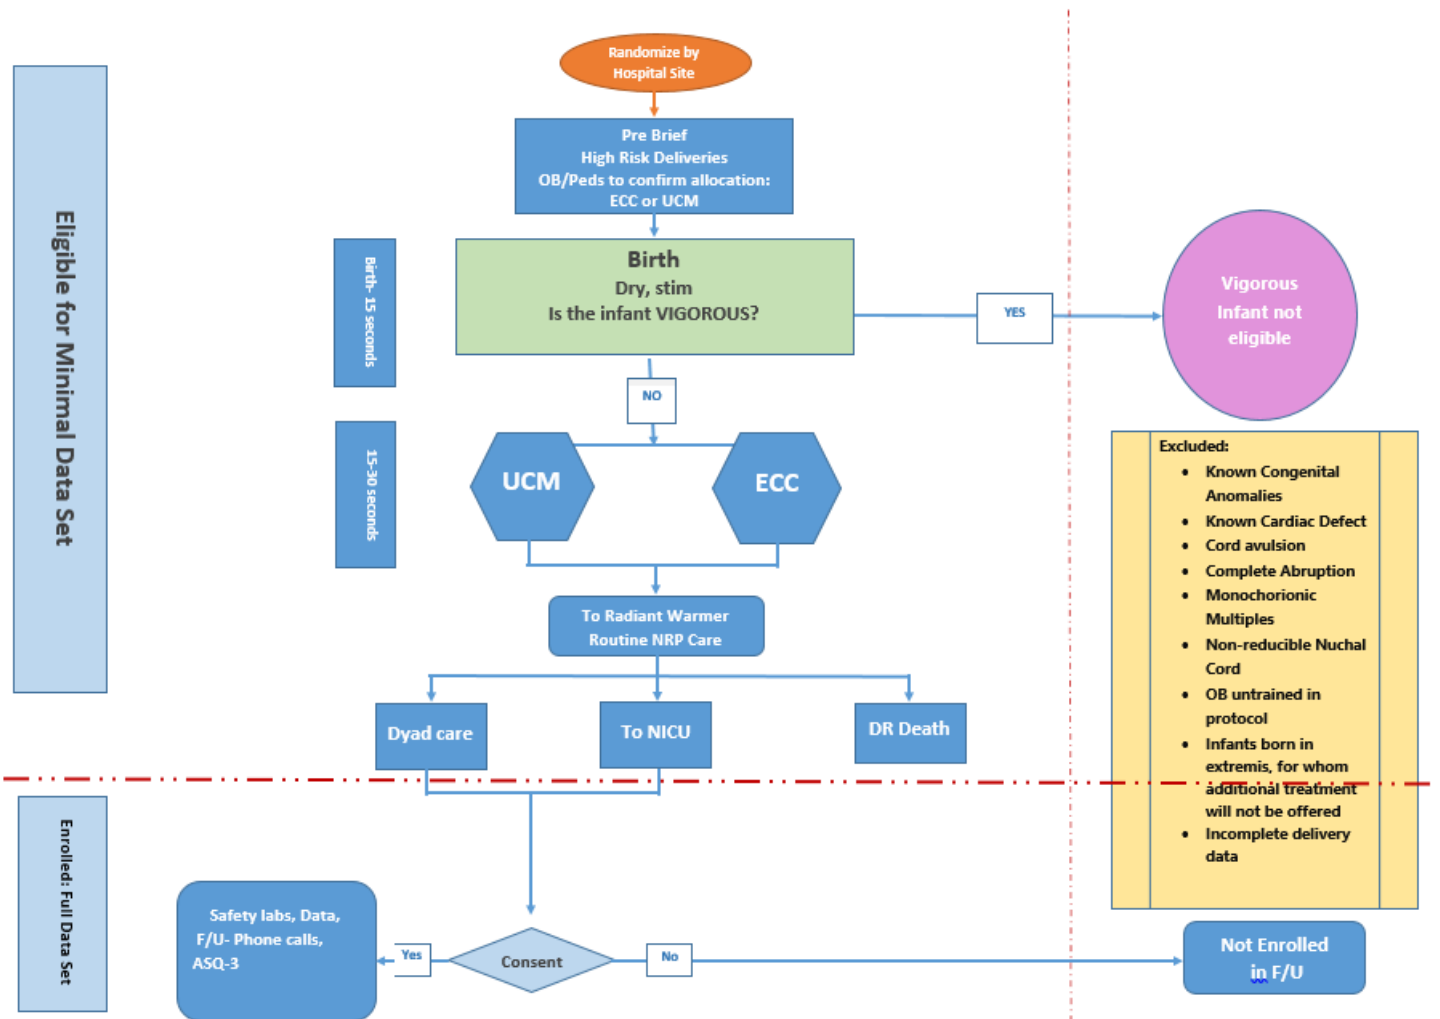 Randomize by
Hospital Site
Pre Brief
High Risk Deliveries
OB/Peds to confirm allocation:
ECC or UCM
Eligible for Minimal Data Set
Birth- 15 seconds
Birth
Dry, stim
Is the infant VIGOROUS?
YES
Vigorous
Infant not
eligible
NO
15-30 seconds
UCM
ECC
Excluded:
• Known Congenital
Anomalies
• Known Cardiac Defect
• Cord avulsion
• Complete Abruption
• Monochorionic
Multiples
• Non-reducible Nuchal
Cord
• OB untrained in
protocol
• Infants born in
extremis, for whom
additional treatment
will not be offered
• Incomplete delivery
data
To Radiant Warmer
Routine NRP Care
Dyad care
To NICU
DR Death
Enrolled: Full Data Set
Safety labs, Data,
F/U- Phone calls,
ASQ-3
Yes
Consent
No
Not Enrolled
in F/U